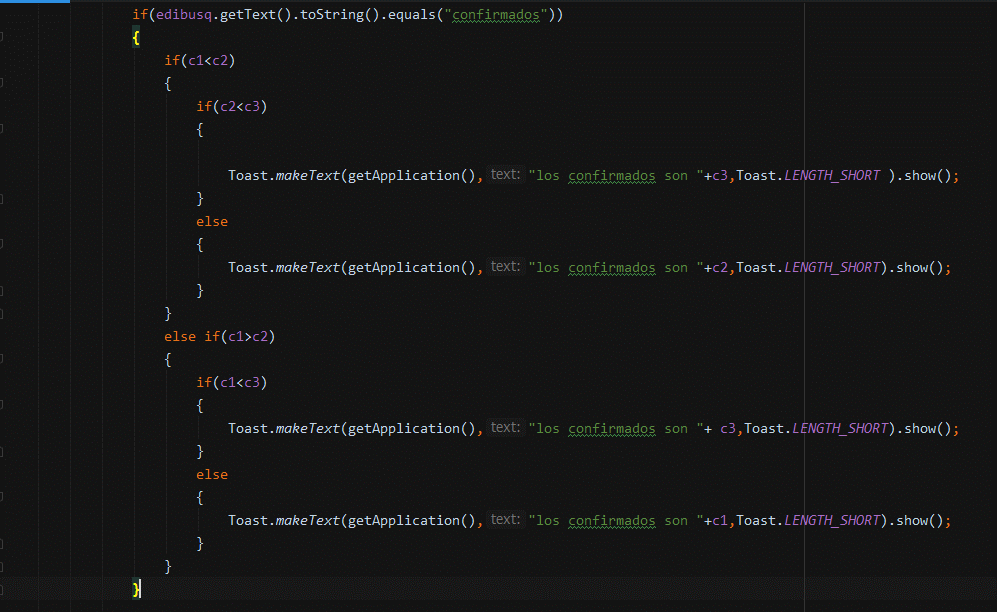 if(edibusq.getText().toString().equals("confirmados"))
{
if(c1<c2)
{
if(c2<c3)
{
Toast.makeText(getApplication(), text: "los confirmados son "+c3,Toast.LENGTH_SHORT ).show();
}
else
{
Toast.makeText(getApplication(), text: "los confirmados son "+c2,Toast.LENGTH_SHORT).show();
}
}
else if(c1>c2)
{
if(c1<c3)
{
Toast.makeText(getApplication(), text: "los confirmados son "+ c3,Toast.LENGTH_SHORT).show();
}
else
{
Toast.makeText(getApplication(), text: "los confirmados son "+c1,Toast.LENGTH_SHORT).show();
}
}
}